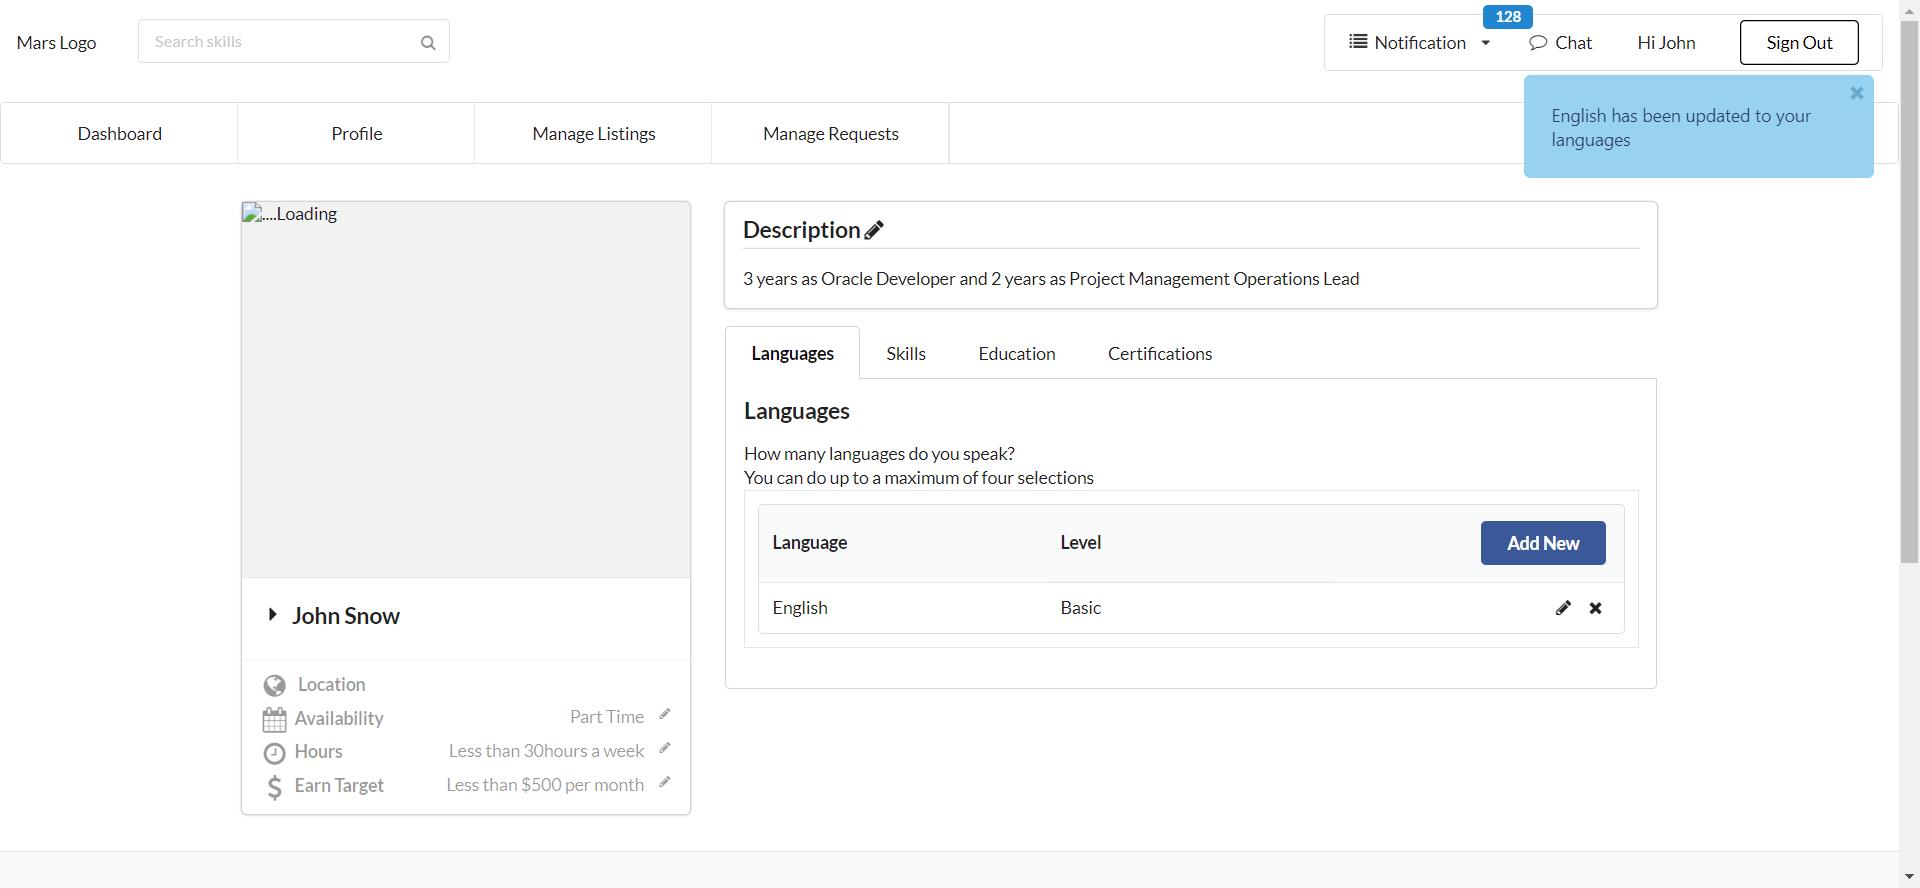 Mars Logo
Search skills
128
Notification
Chat
Hi John
Sign Out
Dashboard
Profile
Manage Listings
Manage Requests
English has been updated to your
languages
....Loading
John Snow
Location
Availability
Part Time
Hours
Less than 30hours a week
Earn Target
Less than $500 per month
Description
3 years as Oracle Developer and 2 years as Project Management Operations Lead
Languages
Skills
Education
Certifications
Languages
How many languages do you speak?
You can do up to a maximum of four selections
Language
Level
Add New
English
Basic